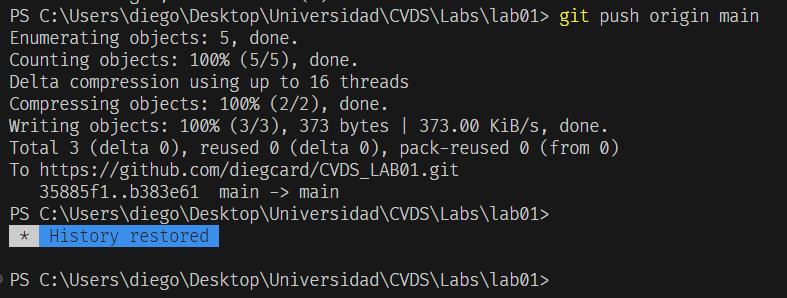 PS C:\Users\diego\Desktop\Universidad\CVDS\Labs\lab01> git push origin main
Enumerating objects: 5, done.
Counting objects: 100% (5/5), done.
Delta compression using up to 16 threads
Compressing objects: 100% (2/2), done.
Writing objects: 100% (3/3), 373 bytes | 373.00 KiB/s, done.
Total 3 (delta 0), reused 0 (delta 0), pack-reused 0 (from 0)
To https://github.com/diegcard/CVDS_LAB01.git
   35885f1..b383e61  main -> main
PS C:\Users\diego\Desktop\Universidad\CVDS\Labs\lab01>
 *  History restored
PS C:\Users\diego\Desktop\Universidad\CVDS\Labs\lab01>